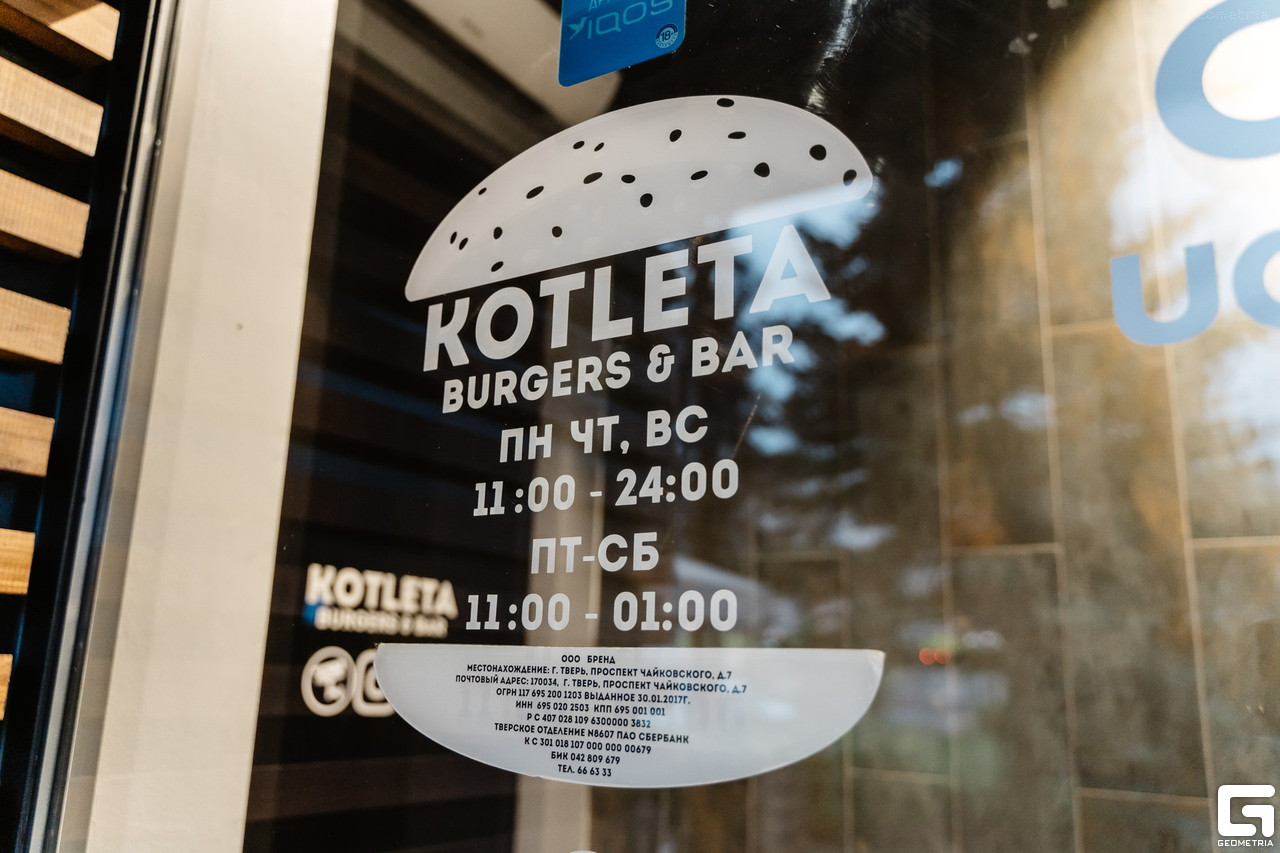 IQOS
18+
KOTLETA
BURGERS & BAR
ПН ЧТ, ВС
11:00 - 24:00
ПТ-СБ
11:00 - 01:00
KOTLETA
BURGERS & BAR
ООО БРЕНД
МЕСТОНАХОЖДЕНИЕ: Г. ТВЕРЬ, ПРОСПЕКТ ЧАЙКОВСКОГО, Д.7
ПОЧТОВЫЙ АДРЕС: 170034, Г. ТВЕРЬ, ПРОСПЕКТ ЧАЙКОВСКОГО, Д.7
ОГРН 117 695 200 1203 ВЫДАННОЕ 30.01.2017Г.
ИНН 695 020 2503 КПП 695 001 001
Р С 407 028 109 6300000 3832
ТВЕРСКОЕ ОТДЕЛЕНИЕ N8607 ПАО СБЕРБАНК
К С 301 018 107 000 000 00679
БИК 042 809 679
ТЕЛ. 66 63 33
GEOMETRIA